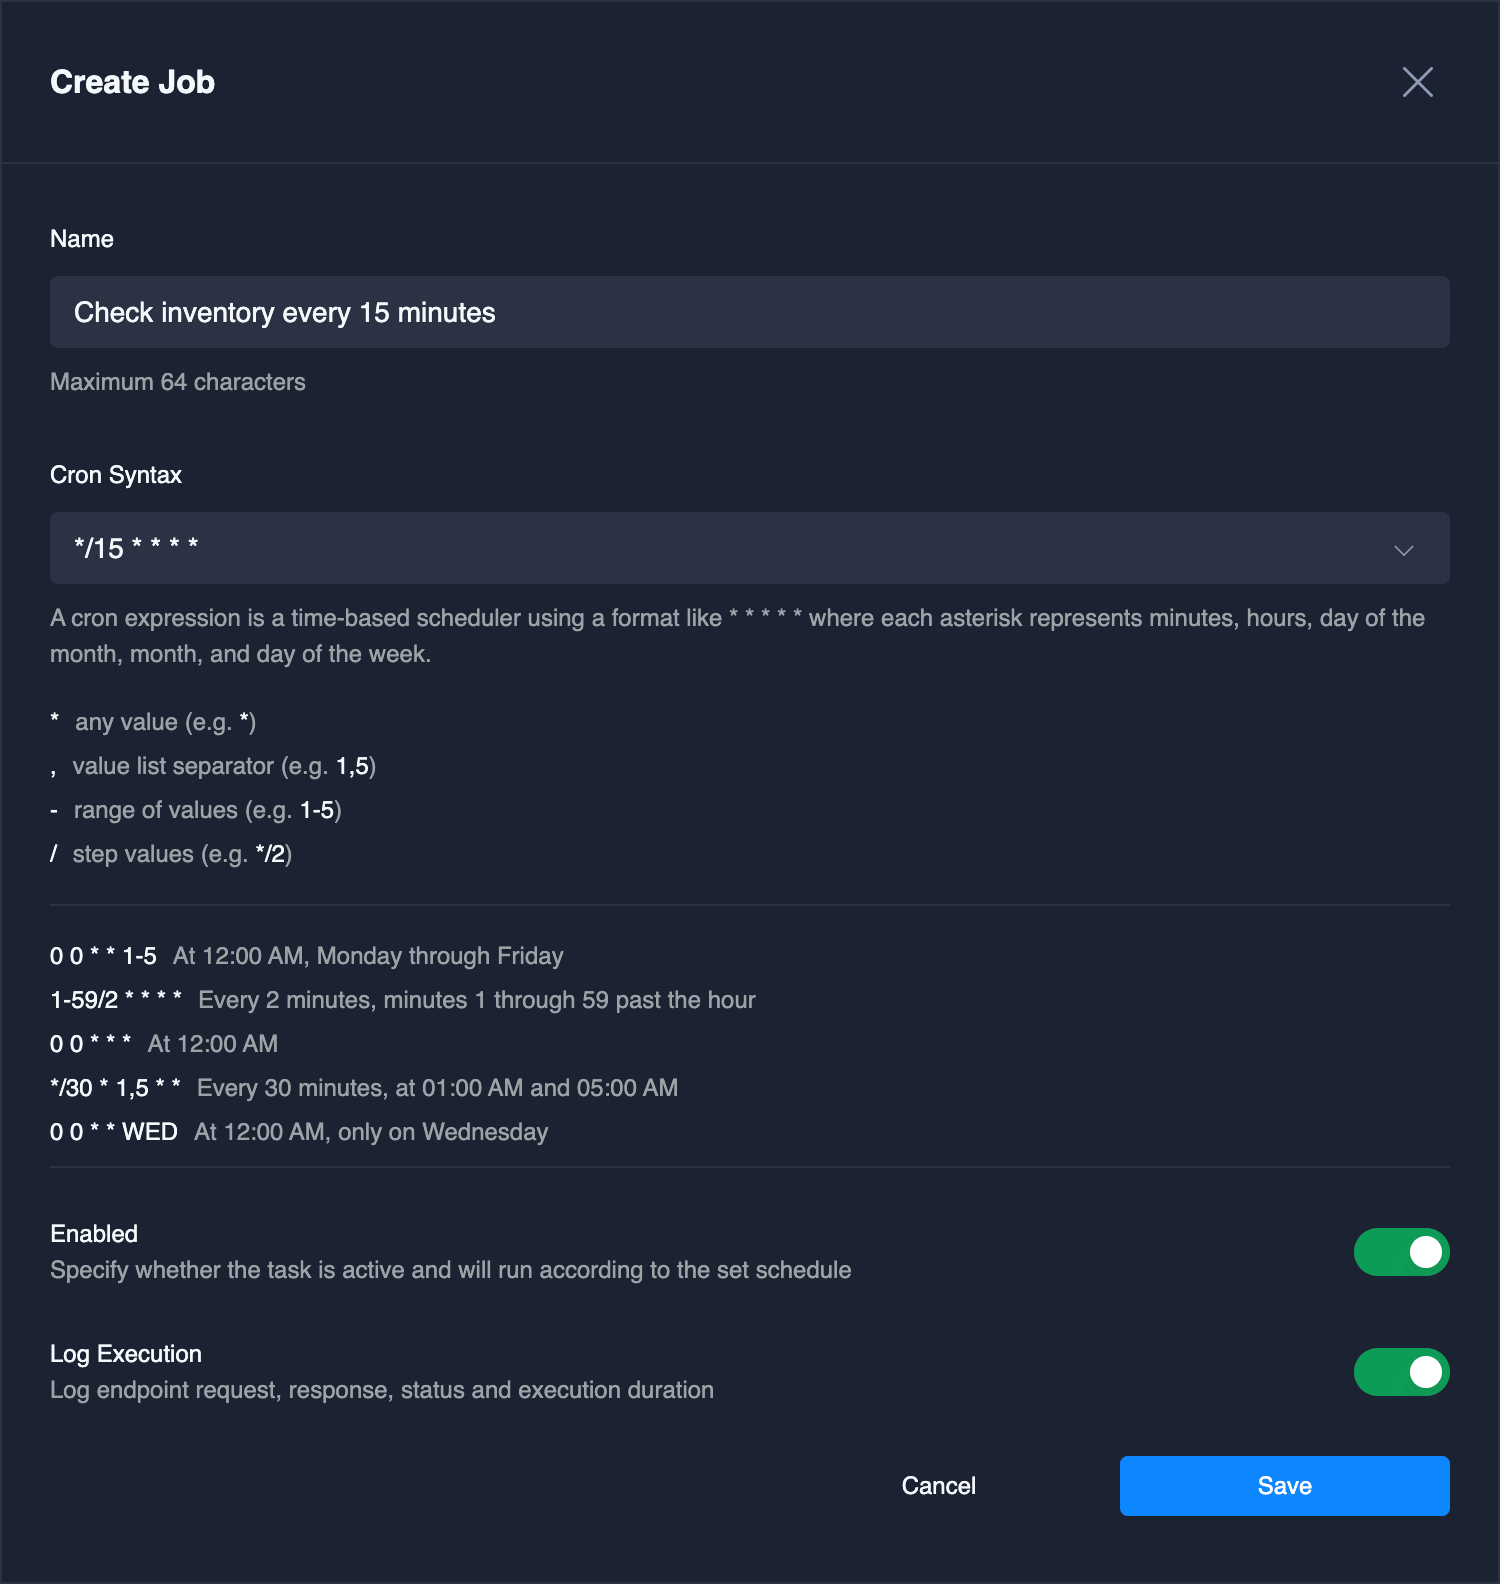 Create Job
Name
Check inventory every 15 minutes
Maximum 64 characters
Cron Syntax
*/15 * * * *
A cron expression is a time-based scheduler using a format like * * * * * where each asterisk represents minutes, hours, day of the
month, month, and day of the week.
* any value (e.g. *)
, value list separator (e.g. 1,5)
- range of values (e.g. 1-5)
/ step values (e.g. */2)
0 0 * * 1-5 At 12:00 AM, Monday through Friday
1-59/2 * * * * Every 2 minutes, minutes 1 through 59 past the hour
0 0 * * * At 12:00 AM
*/30 * 1,5 * * Every 30 minutes, at 01:00 AM and 05:00 AM
0 0 * * WED At 12:00 AM, only on Wednesday
Enabled
Specify whether the task is active and will run according to the set schedule
Log Execution
Log endpoint request, response, status and execution duration
Cancel Save